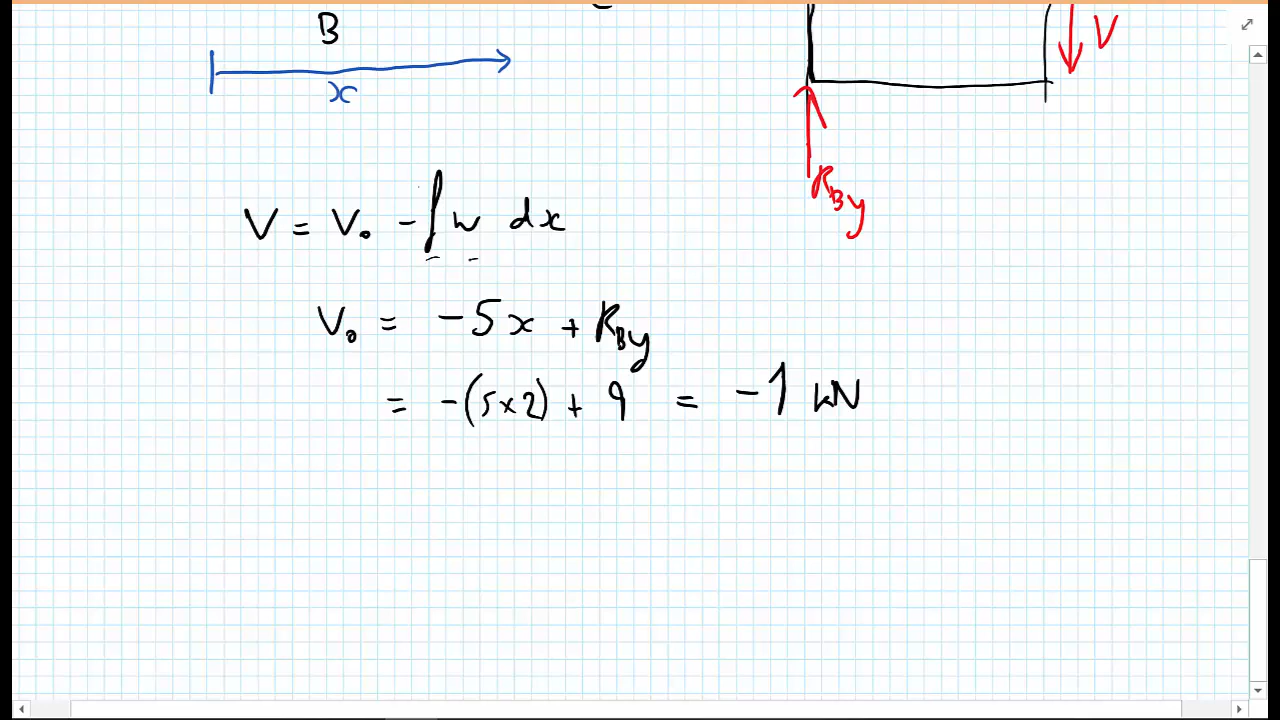 B
x
V
R_By
V = V₀ - ∫ w dx
V₀ = -5x + R_By
= -(5×2) + 9 = -1 kN